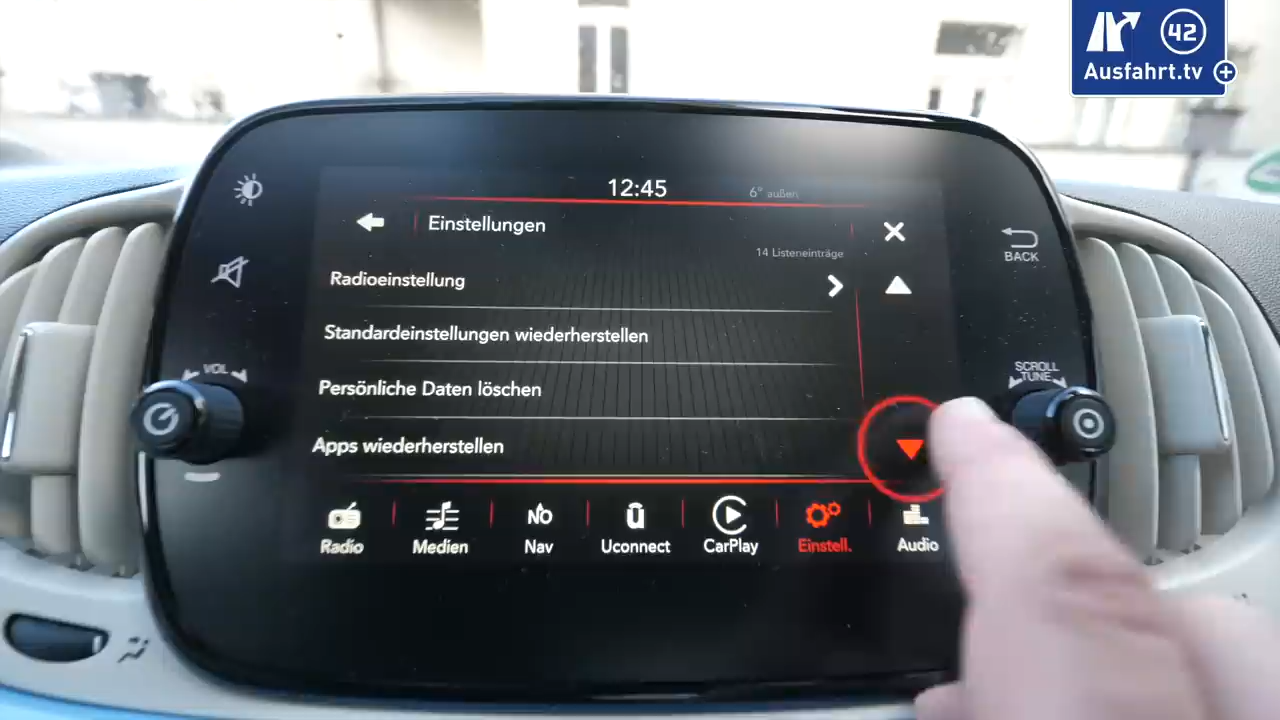 42
Ausfahrt.tv
12:45
6° außen
Einstellungen
14 Listeneinträge
BACK
Radioeinstellung
Standardeinstellungen wiederherstellen
VOL
SCROLL
TUNE
Persönliche Daten löschen
Apps wiederherstellen
Radio
Medien
NO
Nav
Uconnect
CarPlay
Einstell.
Audio